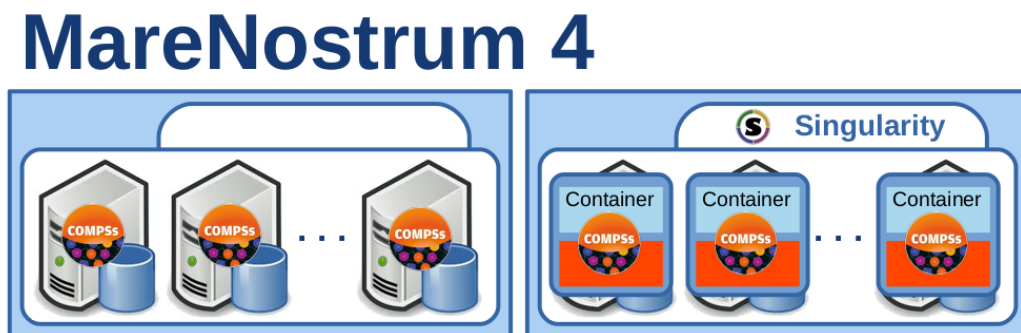 MareNostrum 4
S Singularity
COMPSs COMPSs ... COMPSs
Container Container ... Container
COMPSs COMPSs COMPSs